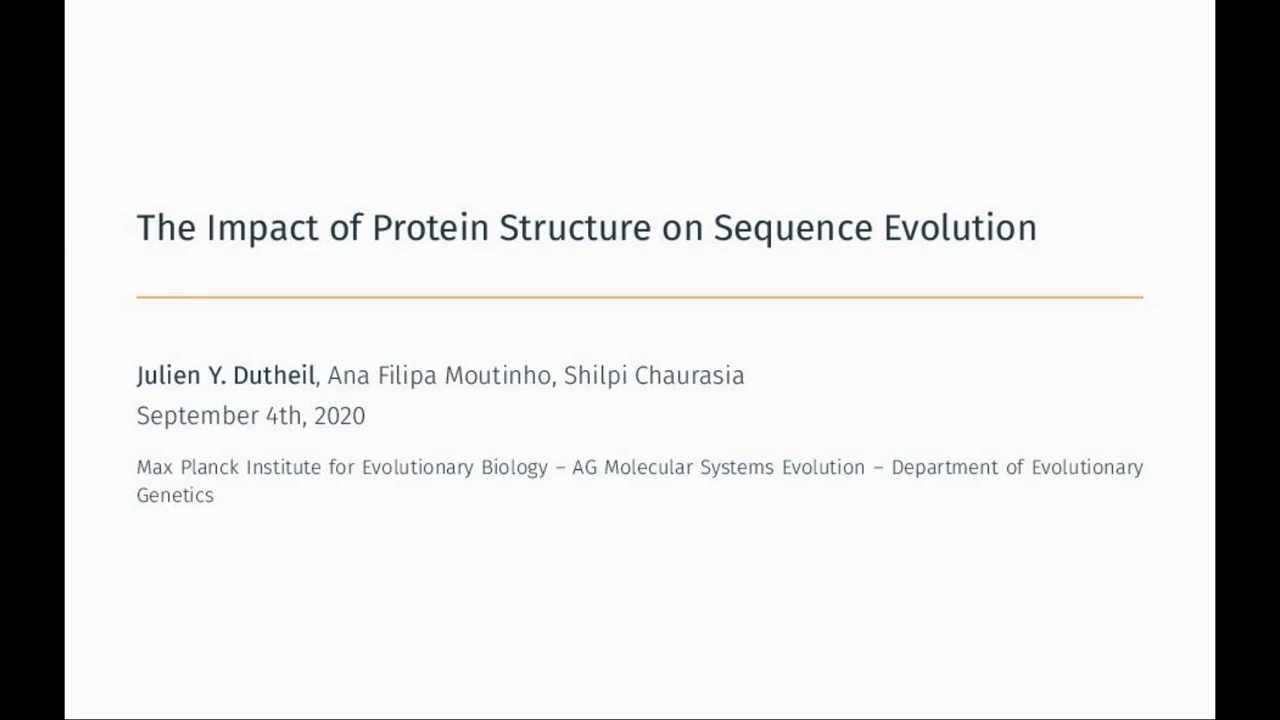 The Impact of Protein Structure on Sequence Evolution
Julien Y. Dutheil, Ana Filipa Moutinho, Shilpi Chaurasia
September 4th, 2020
Max Planck Institute for Evolutionary Biology – AG Molecular Systems Evolution – Department of Evolutionary
Genetics